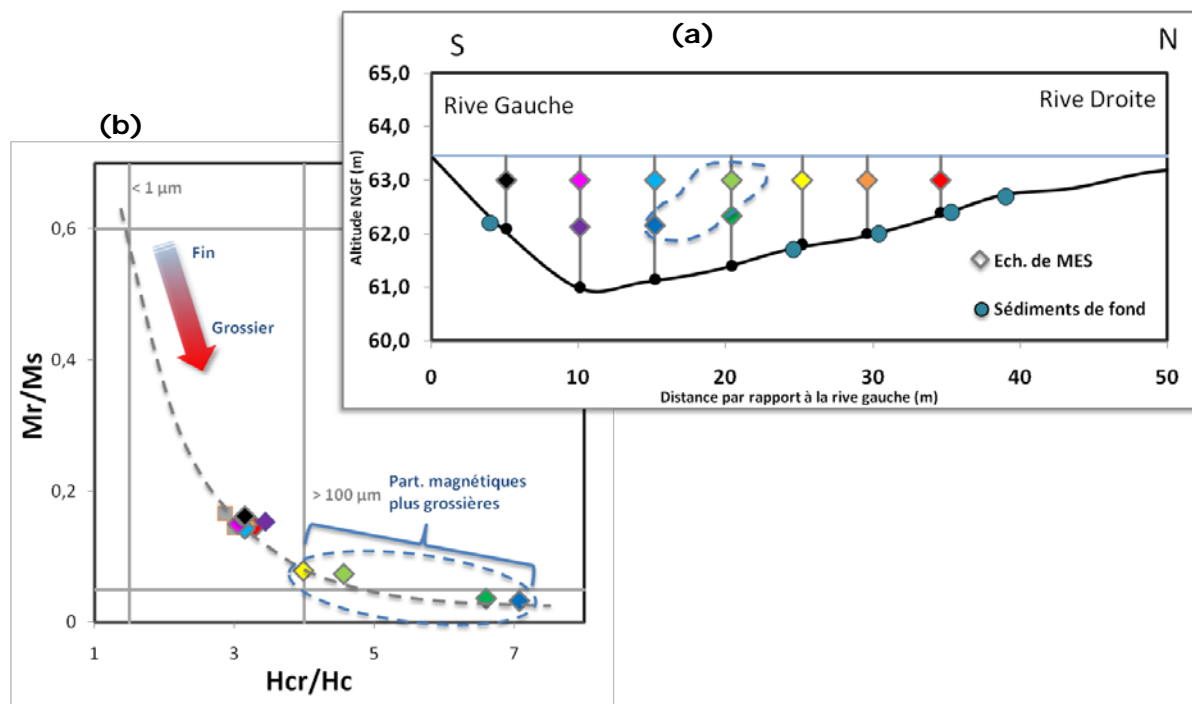 (a)
S
N
65,0
64,0
63,0
62,0
61,0
60,0
Altitude NGF (m)
Rive Gauche
Rive Droite
Ech. de MES
Sédiments de fond
0
10
20
30
40
50
Distance par rapport à la rive gauche (m)
(b)
< 1 µm
0,6
0,4
0,2
0
Mr/Ms
Fin
Grossier
> 100 µm
Part. magnétiques
plus grossières
1
3
5
7
Hcr/Hc